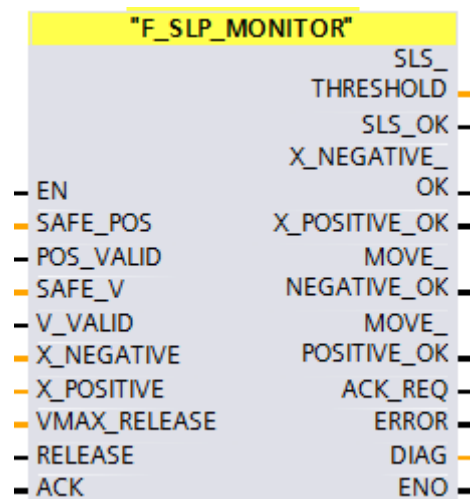 "F_SLP_MONITOR"
SLS_
THRESHOLD
SLS_OK
X_NEGATIVE_
EN OK
SAFE_POS X_POSITIVE_OK
POS_VALID MOVE_
SAFE_V NEGATIVE_OK
V_VALID MOVE_
X_NEGATIVE POSITIVE_OK
X_POSITIVE ACK_REQ
VMAX_RELEASE ERROR
RELEASE DIAG
ACK ENO